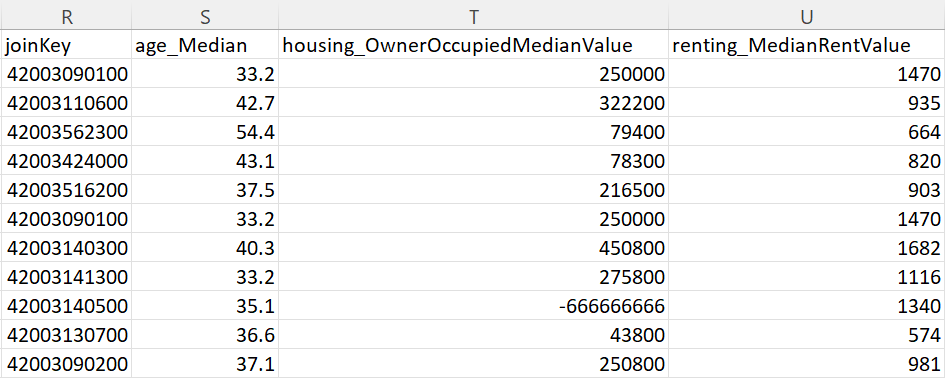 R S T U
joinKey age_Median housing_OwnerOccupiedMedianValue renting_MedianRentValue
42003090100 33.2 250000 1470
42003110600 42.7 322200 935
42003562300 54.4 79400 664
42003424000 43.1 78300 820
42003516200 37.5 216500 903
42003090100 33.2 250000 1470
42003140300 40.3 450800 1682
42003141300 33.2 275800 1116
42003140500 35.1 -666666666 1340
42003130700 36.6 43800 574
42003090200 37.1 250800 981